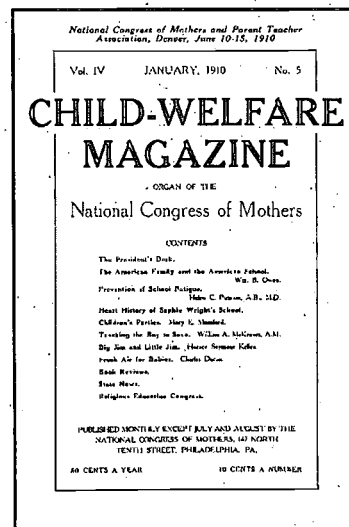 National Congress of Mothers and Parent Teacher
Association, Denver, June 10-15, 1910
Vol. IV JANUARY, 1910 No. 5
CHILD-WELFARE
MAGAZINE
ORGAN OF THE
National Congress of Mothers
CONTENTS
The President's Desk.
The American Family and the American School.
Wm. B. Owen.
Prevention of School Fatigue.
Helen C. Putnam, A.B., M.D.
Heart History of Sophie Wright's School.
Children's Parties. Mary E. Mumford.
Teaching the Boy to Save. William A. McKeever, A.M.
Big Jim and Little Jim. Seymour Keller
Fresh Air for Babies. Charles
Book Reviews.
State News.
Religious Education Congress.
PUBLISHED MONTHLY EXCEPT JULY AND AUGUST BY THE
NATIONAL CONGRESS OF MOTHERS, 147 NORTH
TENTH STREET, PHILADELPHIA, PA.
50 CENTS A YEAR 10 CENTS A NUMBER